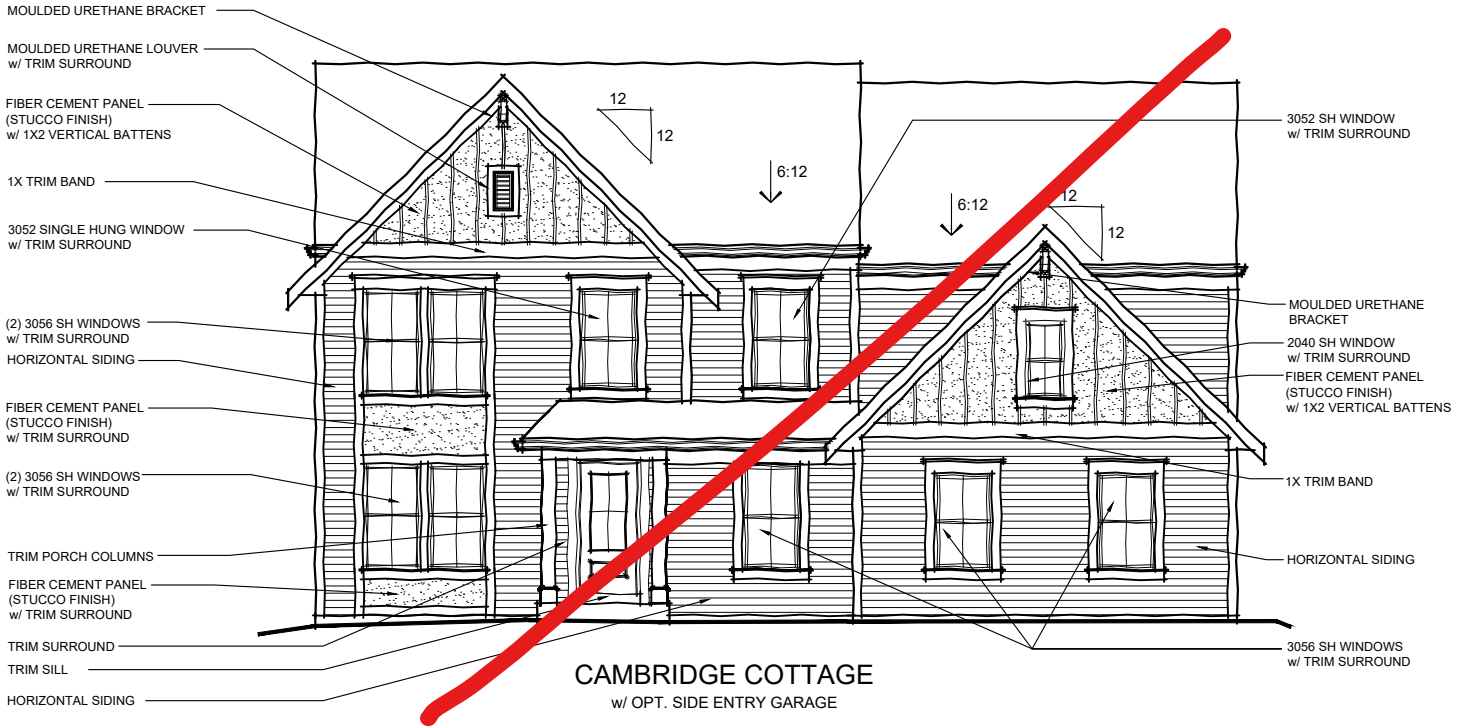 MOULDED URETHANE BRACKET
MOULDED URETHANE LOUVER
w/ TRIM SURROUND
FIBER CEMENT PANEL
(STUCCO FINISH)
w/ 1X2 VERTICAL BATTENS
1X TRIM BAND
3052 SINGLE HUNG WINDOW
w/ TRIM SURROUND
(2) 3056 SH WINDOWS
w/ TRIM SURROUND
HORIZONTAL SIDING
FIBER CEMENT PANEL
(STUCCO FINISH)
w/ TRIM SURROUND
(2) 3056 SH WINDOWS
w/ TRIM SURROUND
TRIM PORCH COLUMNS
FIBER CEMENT PANEL
(STUCCO FINISH)
w/ TRIM SURROUND
TRIM SURROUND
TRIM SILL
HORIZONTAL SIDING
12
12
6:12
6:12
12
12
3052 SH WINDOW
w/ TRIM SURROUND
MOULDED URETHANE
BRACKET
2040 SH WINDOW
w/ TRIM SURROUND
FIBER CEMENT PANEL
(STUCCO FINISH)
w/ 1X2 VERTICAL BATTENS
1X TRIM BAND
HORIZONTAL SIDING
3056 SH WINDOWS
w/ TRIM SURROUND
CAMBRIDGE COTTAGE
w/ OPT. SIDE ENTRY GARAGE